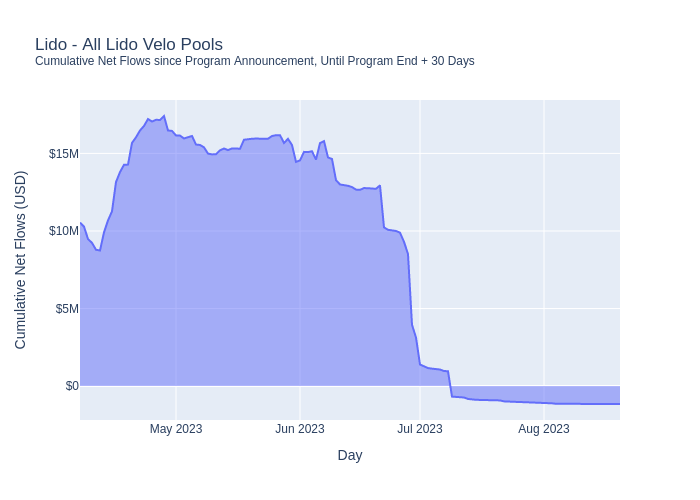 Lido - All Lido Velo Pools
Cumulative Net Flows since Program Announcement, Until Program End + 30 Days
Cumulative Net Flows (USD)
$15M
$10M
$5M
$0
May 2023
Jun 2023
Jul 2023
Aug 2023
Day